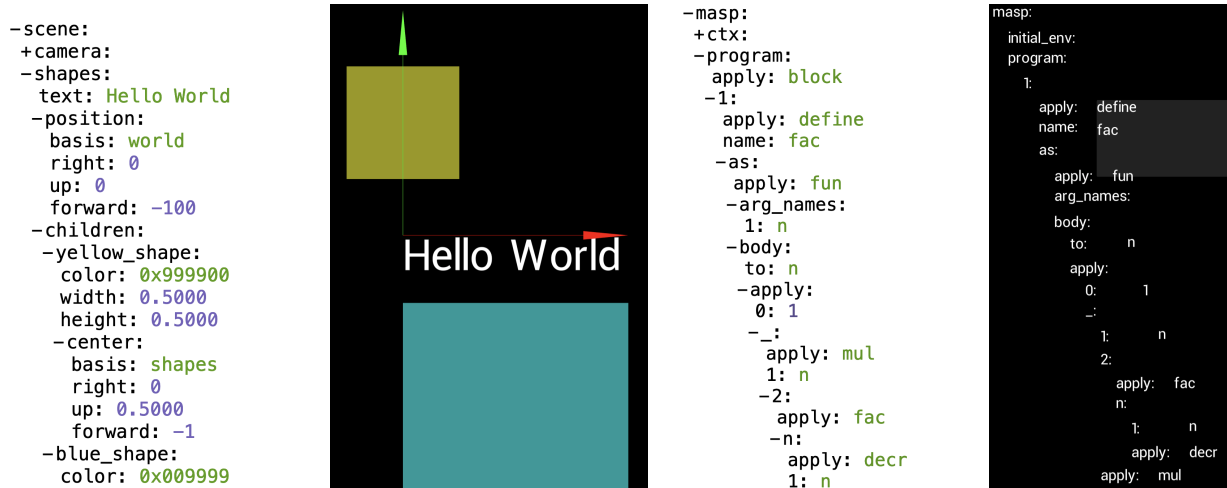 −scene:
+camera:
−shapes:
text: Hello World
−position:
basis: world
right: 0
up: 0
forward: -100
−children:
−yellow_shape:
color: 0x999900
width: 0.5000
height: 0.5000
−center:
basis: shapes
right: 0
up: 0.5000
forward: -1
−blue_shape:
color: 0x009999
Hello World
−masp:
+ctx:
−program:
apply: block
−1:
apply: define
name: fac
−as:
apply: fun
−arg_names:
1: n
−body:
to: n
−apply:
0: 1
−_:
apply: mul
1: n
−2:
apply: fac
−n:
apply: decr
1: n
masp:
initial_env:
program:
1:
apply: define
name: fac
as:
apply: fun
arg_names:
body:
to: n
apply:
0: 1
_:
1: n
2:
apply: fac
n:
1: n
apply: decr
apply: mul